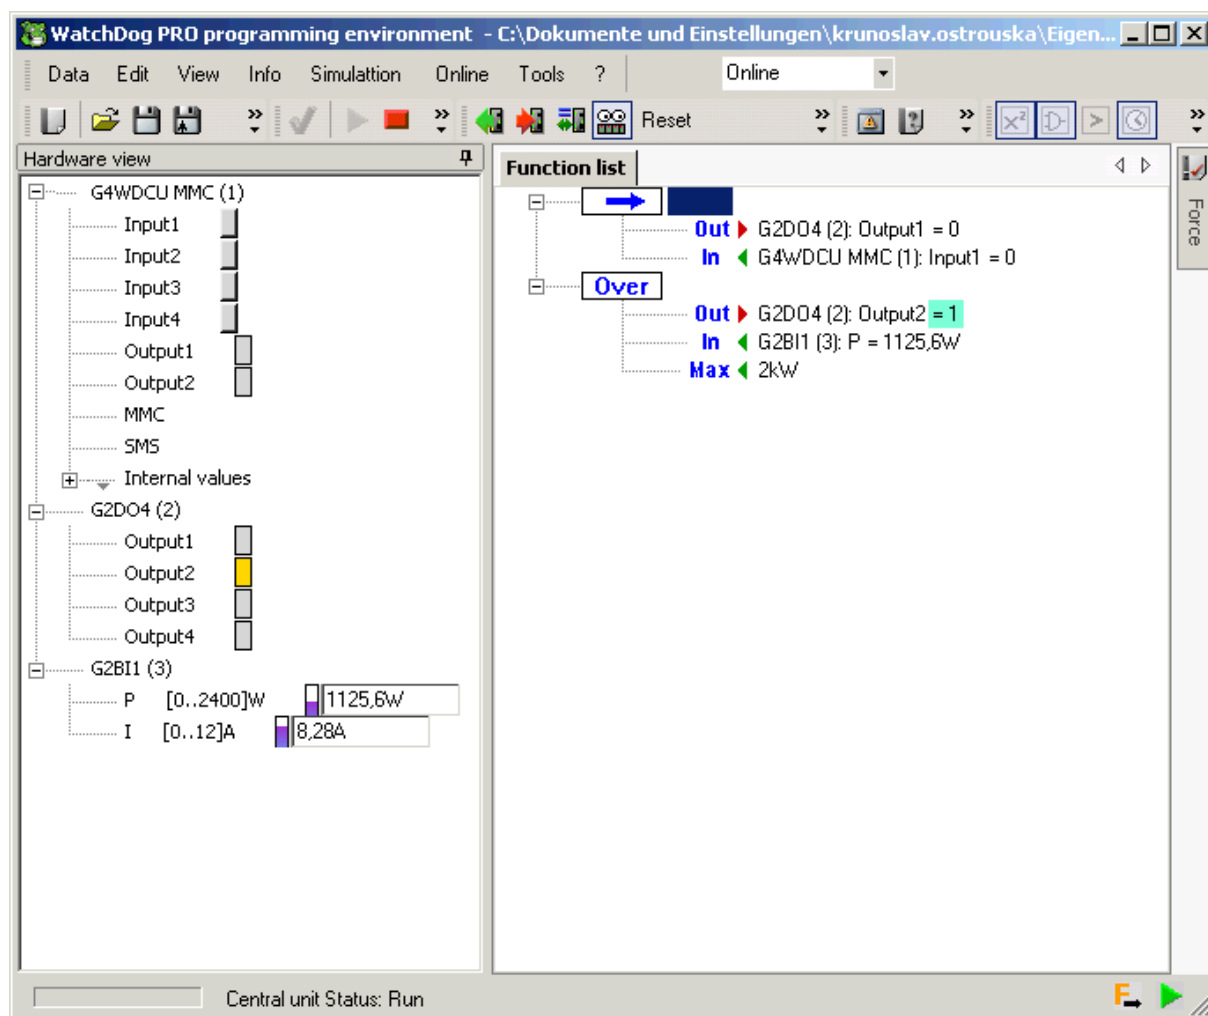 WatchDog PRO programming environment - C:\Dokumente und Einstellungen\krunoslav.ostrouska\Eigen...
Data Edit View Info Simulattion Online Tools ? Online
Reset
Hardware view
G4WDCU MMC (1)
Input1
Input2
Input3
Input4
Output1
Output2
MMC
SMS
Internal values
G2DO4 (2)
Output1
Output2
Output3
Output4
G2BI1 (3)
P [0..2400]W 1125,6W
I [0..12]A 8,28A
Function list
Out G2DO4 (2): Output1 = 0
In G4WDCU MMC (1): Input1 = 0
Over
Out G2DO4 (2): Output2 = 1
In G2BI1 (3): P = 1125,6W
Max 2kW
Force
Central unit Status: Run